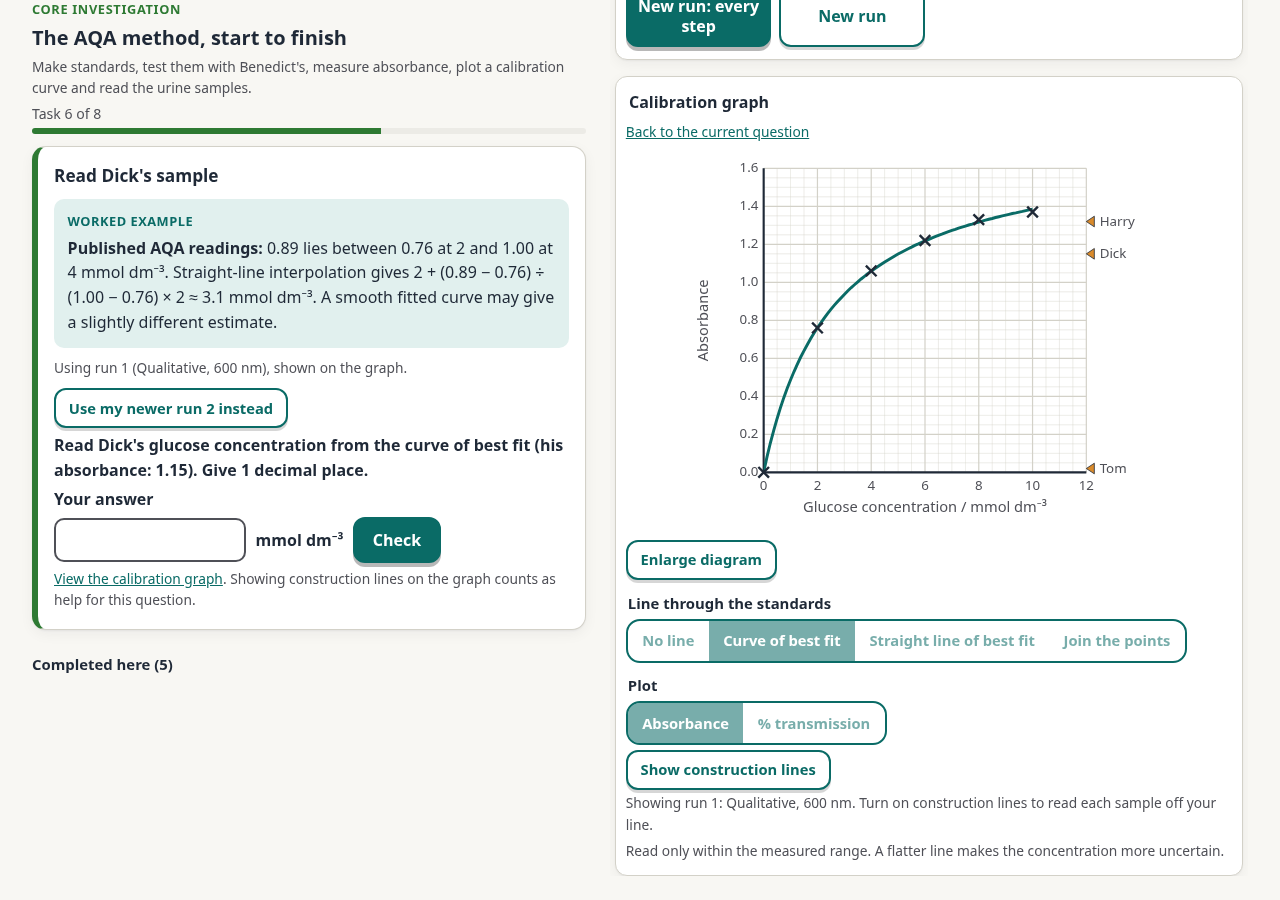 CORE INVESTIGATION
The AQA method, start to finish
Make standards, test them with Benedict's, measure absorbance, plot a calibration
curve and read the urine samples.
Task 6 of 8
Read Dick's sample
WORKED EXAMPLE
Published AQA readings: 0.89 lies between 0.76 at 2 and 1.00 at
4 mmol dm⁻³. Straight-line interpolation gives 2 + (0.89 − 0.76) ÷
(1.00 − 0.76) × 2 ≈ 3.1 mmol dm⁻³. A smooth fitted curve may give
a slightly different estimate.
Using run 1 (Qualitative, 600 nm), shown on the graph.
Use my newer run 2 instead
Read Dick's glucose concentration from the curve of best fit (his
absorbance: 1.15). Give 1 decimal place.
Your answer
mmol dm⁻³
Check
View the calibration graph. Showing construction lines on the graph counts as
help for this question.
Completed here (5)
New run: every
step
New run
Calibration graph
Back to the current question
Absorbance
1.6
1.4
1.2
1.0
0.8
0.6
0.4
0.2
0.0
0 2 4 6 8 10 12
Glucose concentration / mmol dm⁻³
Harry
Dick
Tom
Enlarge diagram
Line through the standards
No line
Curve of best fit
Straight line of best fit
Join the points
Plot
Absorbance
% transmission
Show construction lines
Showing run 1: Qualitative, 600 nm. Turn on construction lines to read each sample off your
line.
Read only within the measured range. A flatter line makes the concentration more uncertain.